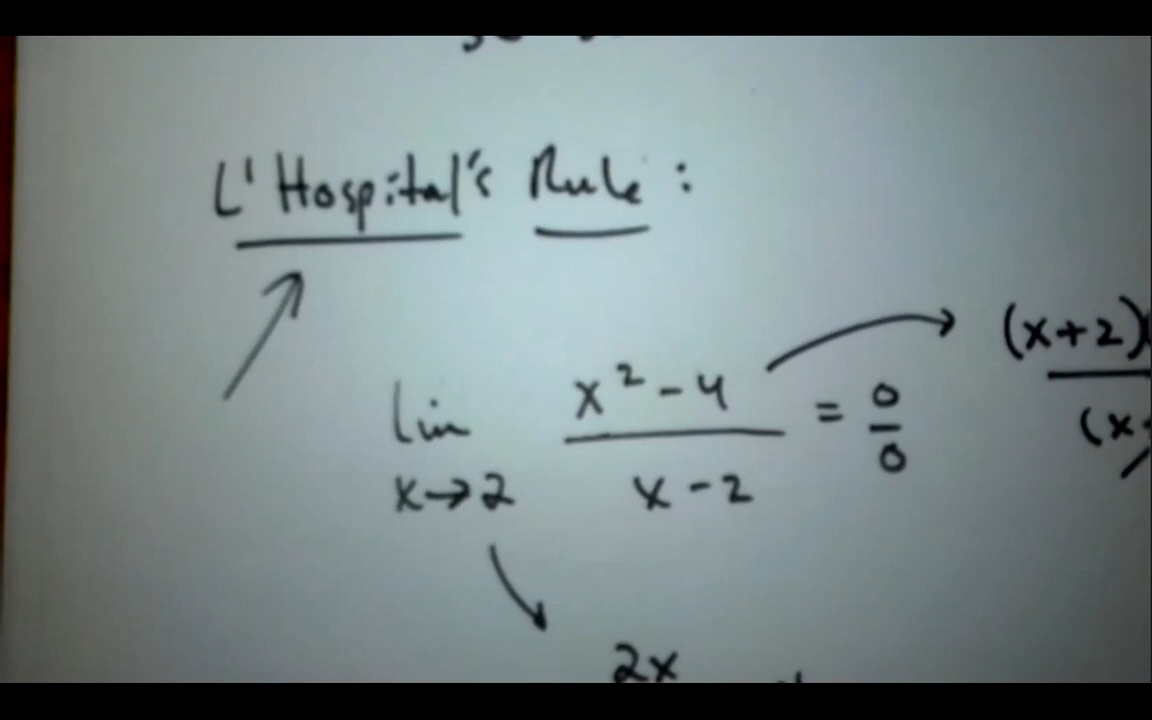 L'Hospital's Rule:
(x+2)(
x² - 4
lim = 0/0
(x-
x→2 x - 2
2x